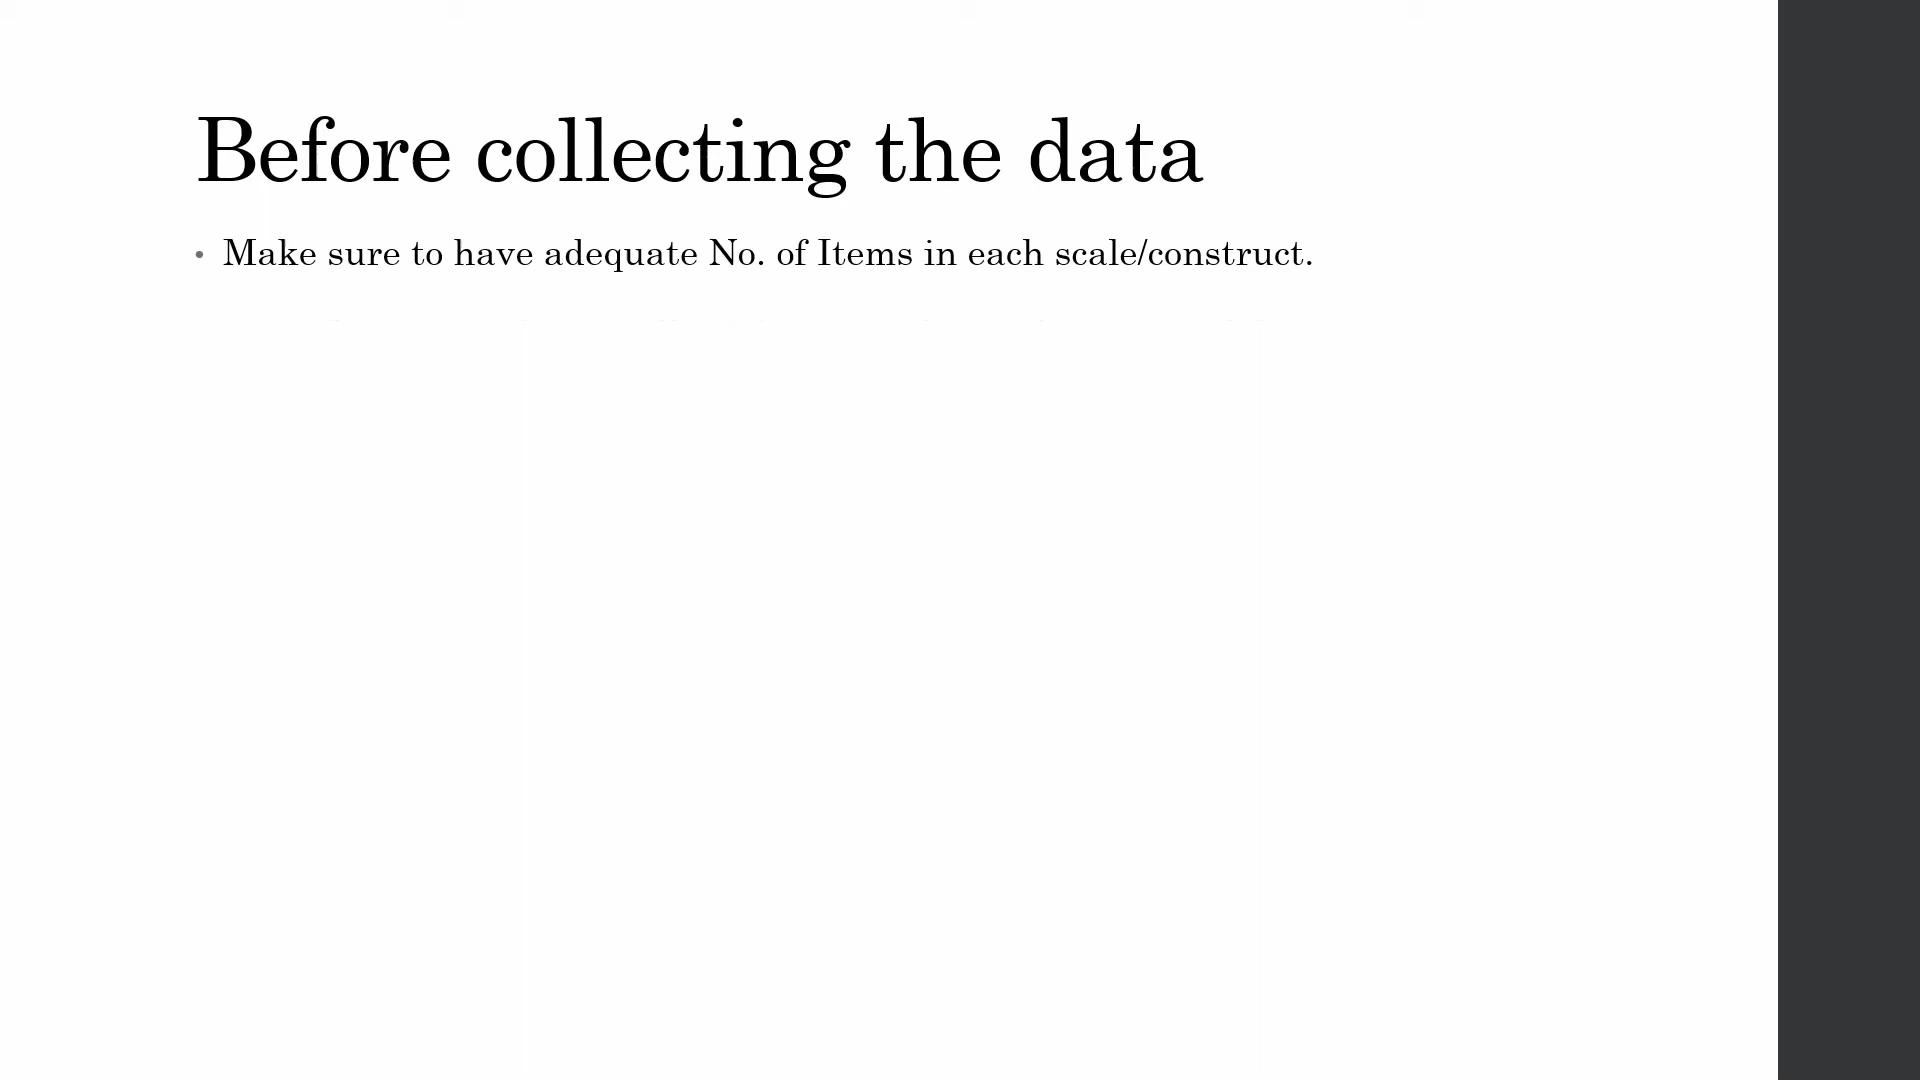 Before collecting the data
• Make sure to have adequate No. of Items in each scale/construct.